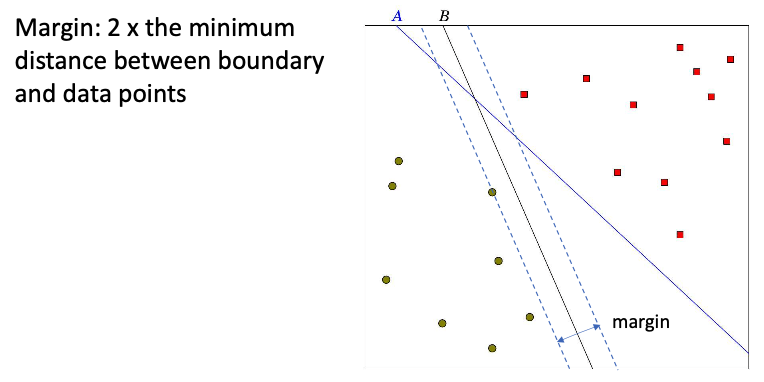 Margin: 2 x the minimum
distance between boundary
and data points
A B
margin